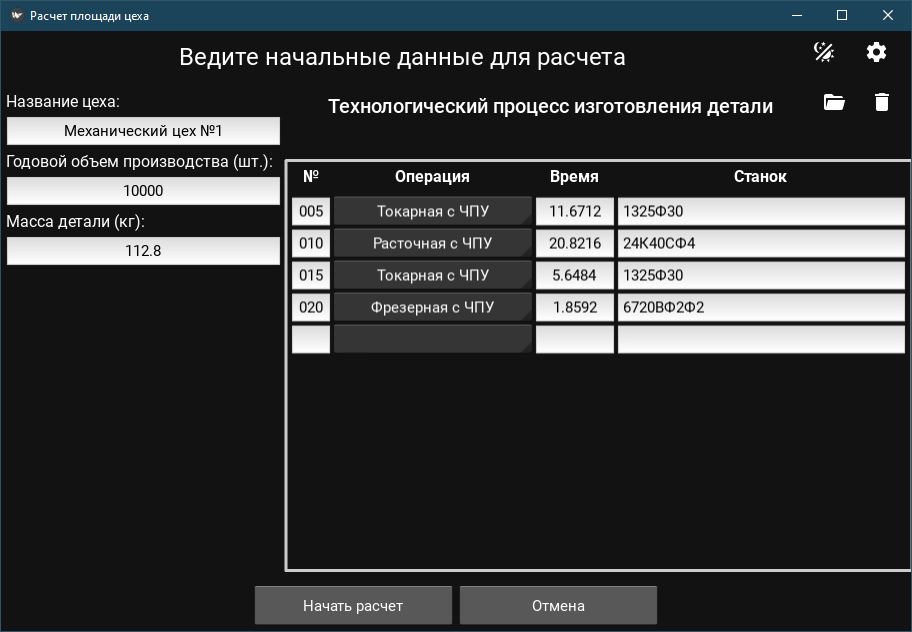 Расчет площади цеха
Ведите начальные данные для расчета
Название цеха:
Механический цех №1
Годовой объем производства (шт.):
10000
Масса детали (кг):
112.8
Технологический процесс изготовления детали
№ Операция Время Станок
005 Токарная с ЧПУ 11.6712 1325Ф30
010 Расточная с ЧПУ 20.8216 24К40СФ4
015 Токарная с ЧПУ 5.6484 1325Ф30
020 Фрезерная с ЧПУ 1.8592 6720ВФ2Ф2
Начать расчет Отмена